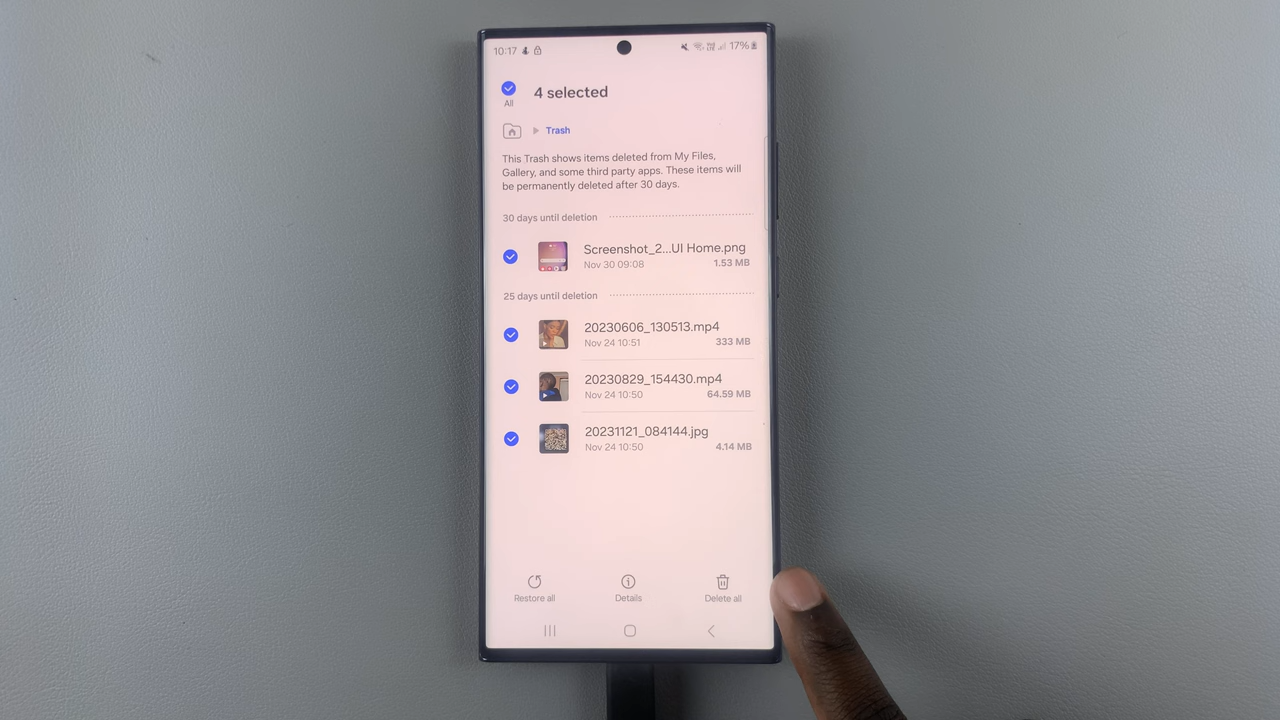 10:17
17%
4 selected
All
Trash
This Trash shows items deleted from My Files,
Gallery, and some third party apps. These items will
be permanently deleted after 30 days.
30 days until deletion
Screenshot_2...UI Home.png
Nov 30 09:08 1.53 MB
25 days until deletion
20230606_130513.mp4
Nov 24 10:51 333 MB
20230829_154430.mp4
Nov 24 10:50 64.59 MB
20231121_084144.jpg
Nov 24 10:50 4.14 MB
Restore all Details Delete all